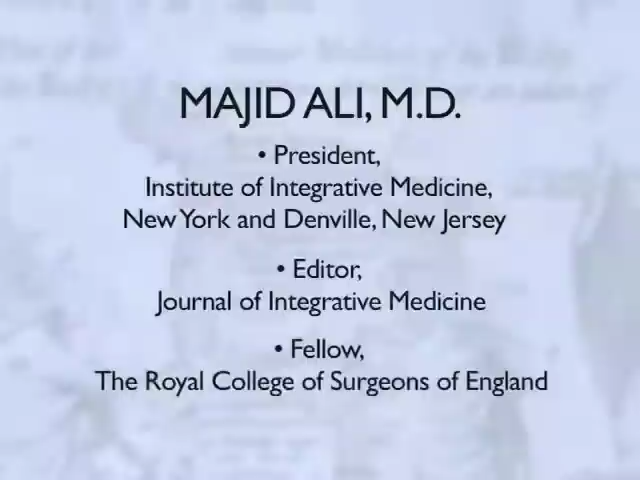 MAJID ALI, M.D.
• President,
Institute of Integrative Medicine,
New York and Denville, New Jersey
• Editor,
Journal of Integrative Medicine
• Fellow,
The Royal College of Surgeons of England